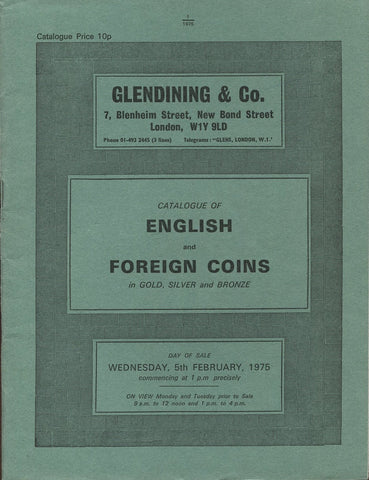 1
1975
Catalogue Price 10p
GLENDINING & Co.
7, Blenheim Street, New Bond Street
London, W1Y 9LD
Phone 01-493 2445 (3 lines) Telegrams: "GLENS, LONDON, W.1."
CATALOGUE OF
ENGLISH
and
FOREIGN COINS
in GOLD, SILVER and BRONZE
DAY OF SALE
WEDNESDAY, 5th FEBRUARY, 1975
commencing at 1 p.m precisely
ON VIEW Monday and Tuesday prior to Sale
9 a.m. to 12 noon and 1 p.m. to 4 p.m.